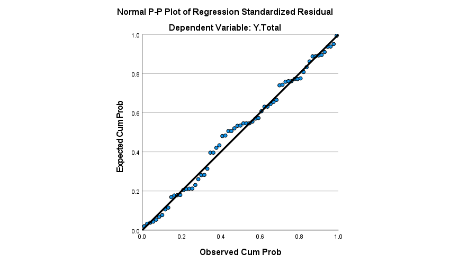 Normal P-P Plot of Regression Standardized Residual
Dependent Variable: Y.Total
Expected Cum Prob
1.0
0.8
0.6
0.4
0.2
0.0
0.0 0.2 0.4 0.6 0.8 1.0
Observed Cum Prob